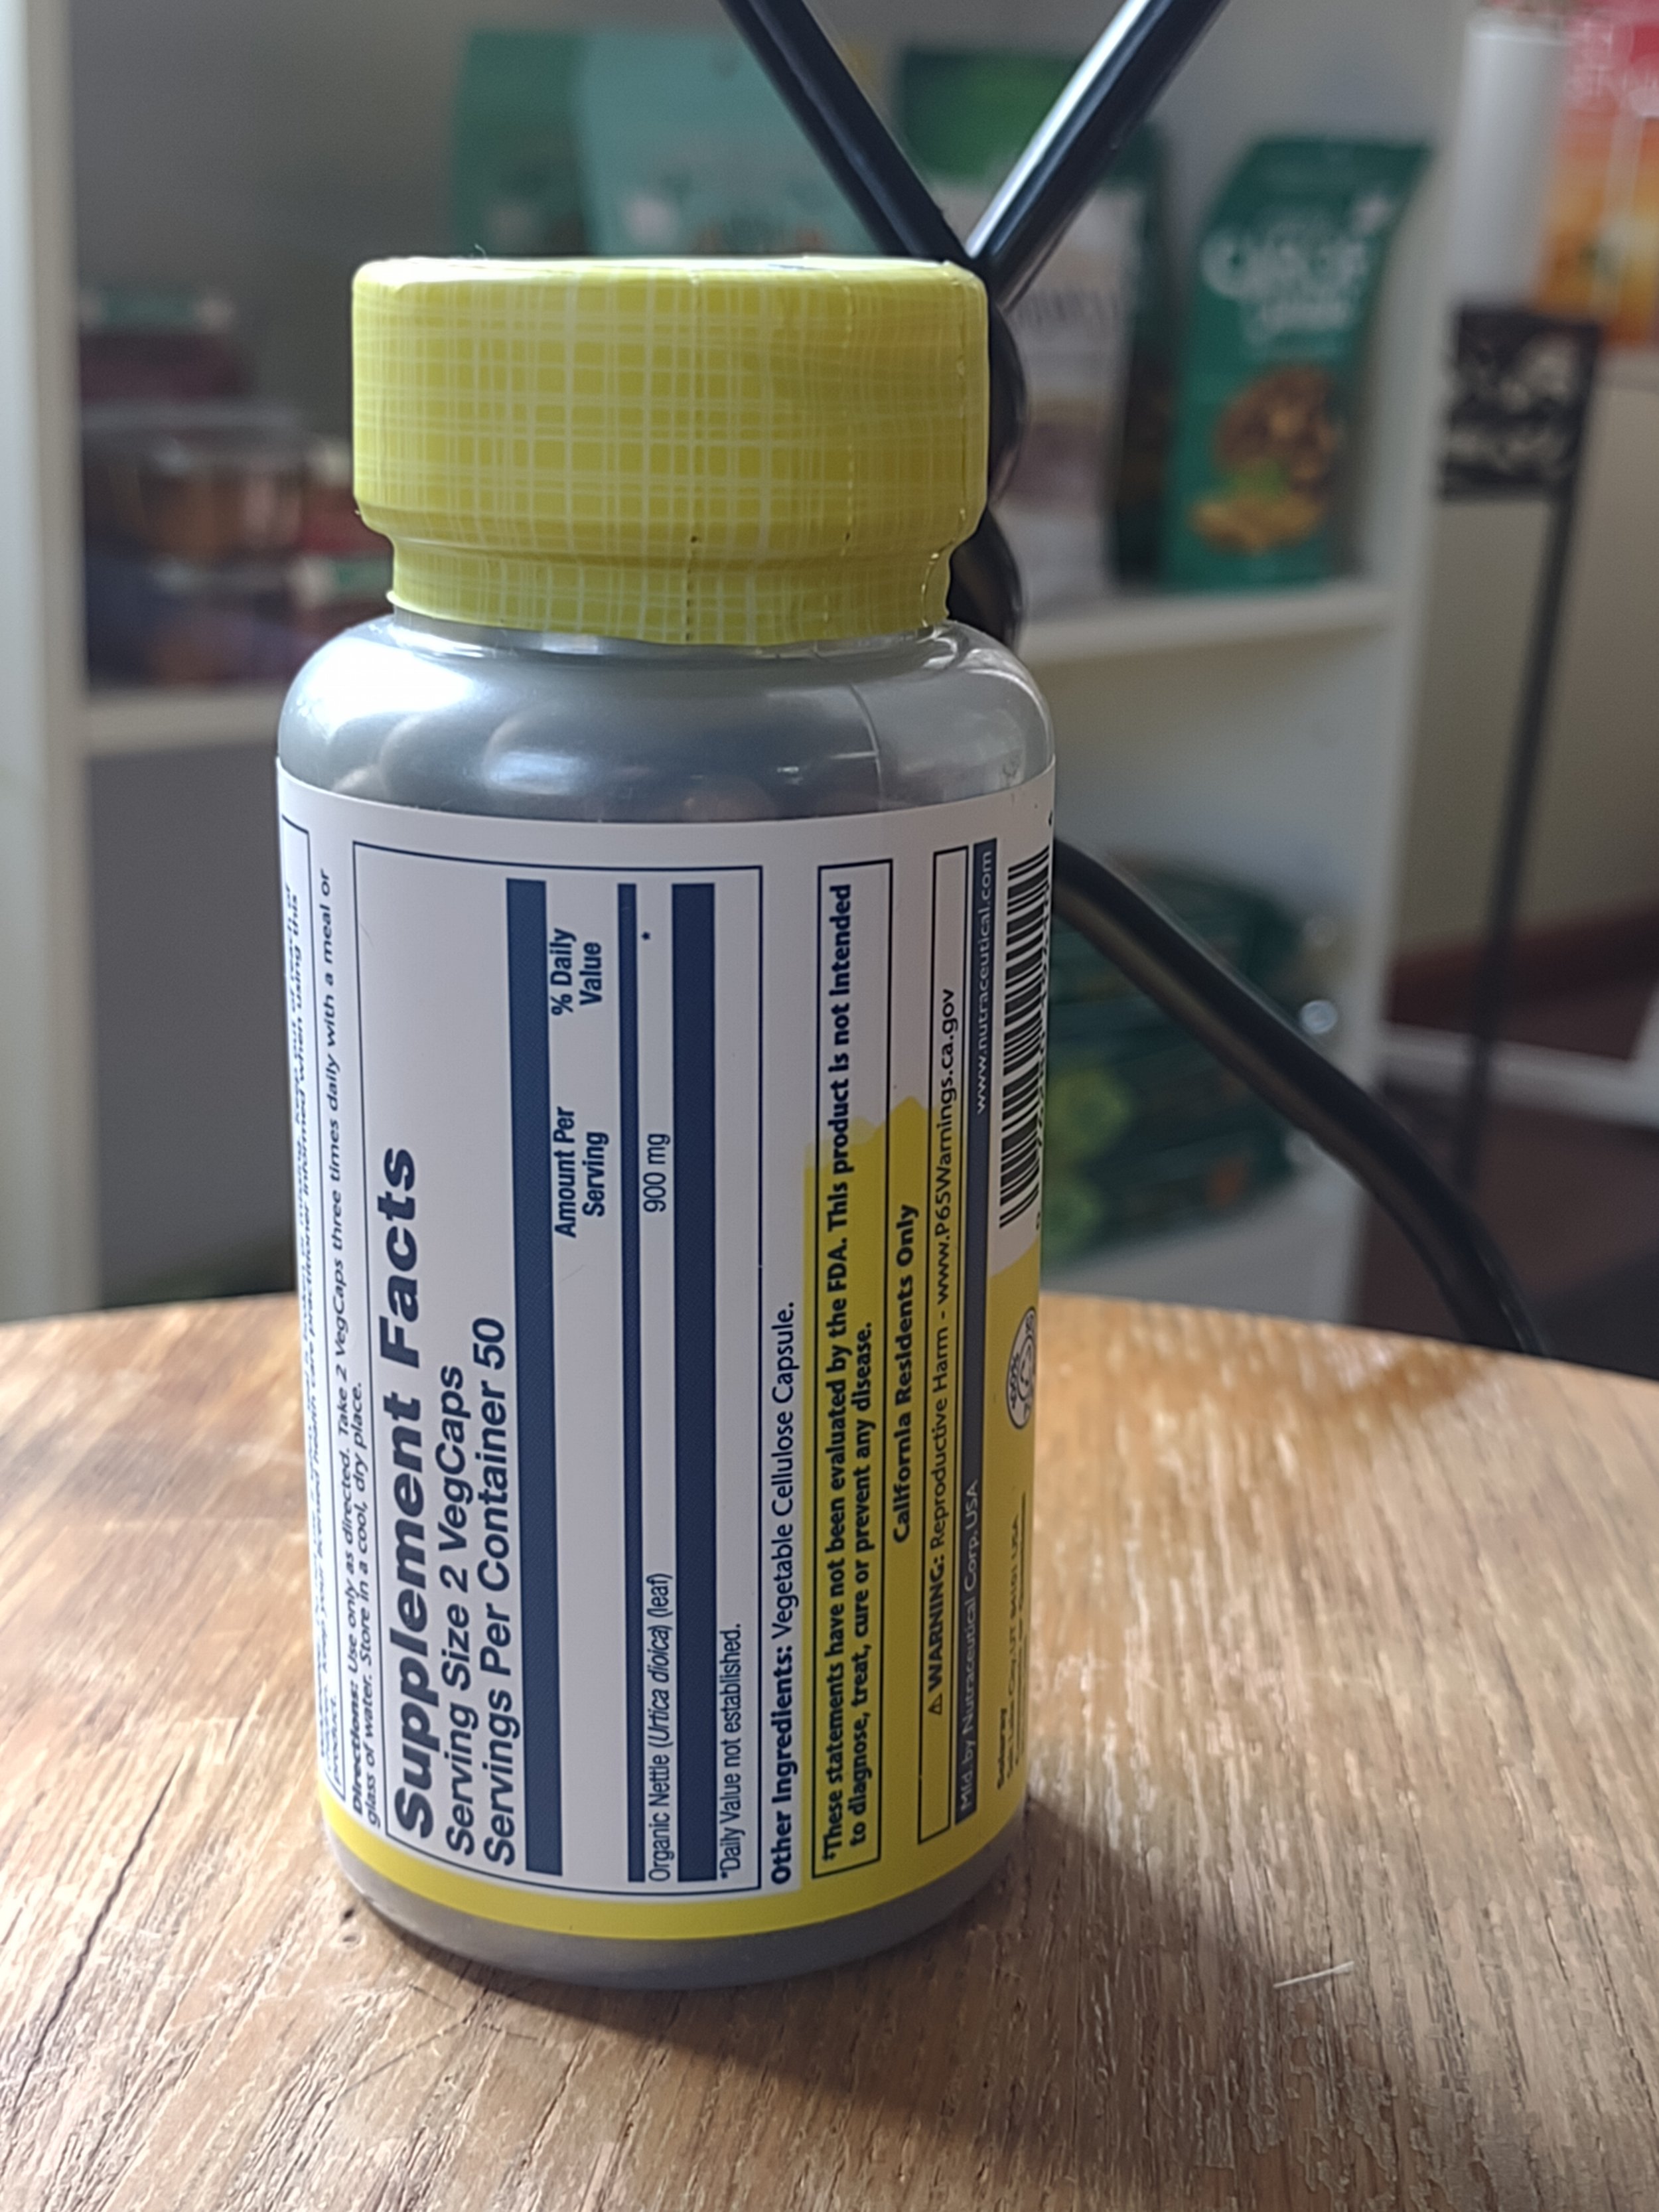 product.
Directions: Use only as directed. Take 2 VegCaps three times daily with a meal or
glass of water. Store in a cool, dry place.
Supplement Facts
Serving Size 2 VegCaps
Servings Per Container 50
Amount Per Serving
% Daily Value
Organic Nettle (Urtica dioica) (leaf) 900 mg *
*Daily Value not established.
Other Ingredients: Vegetable Cellulose Capsule.
*These statements have not been evaluated by the FDA. This product is not intended
to diagnose, treat, cure or prevent any disease.
California Residents Only
⚠ WARNING: Reproductive Harm - www.P65Warnings.ca.gov
Mfd. by Nutraceutical Corp. USA www.nutraceutical.com
Solaray